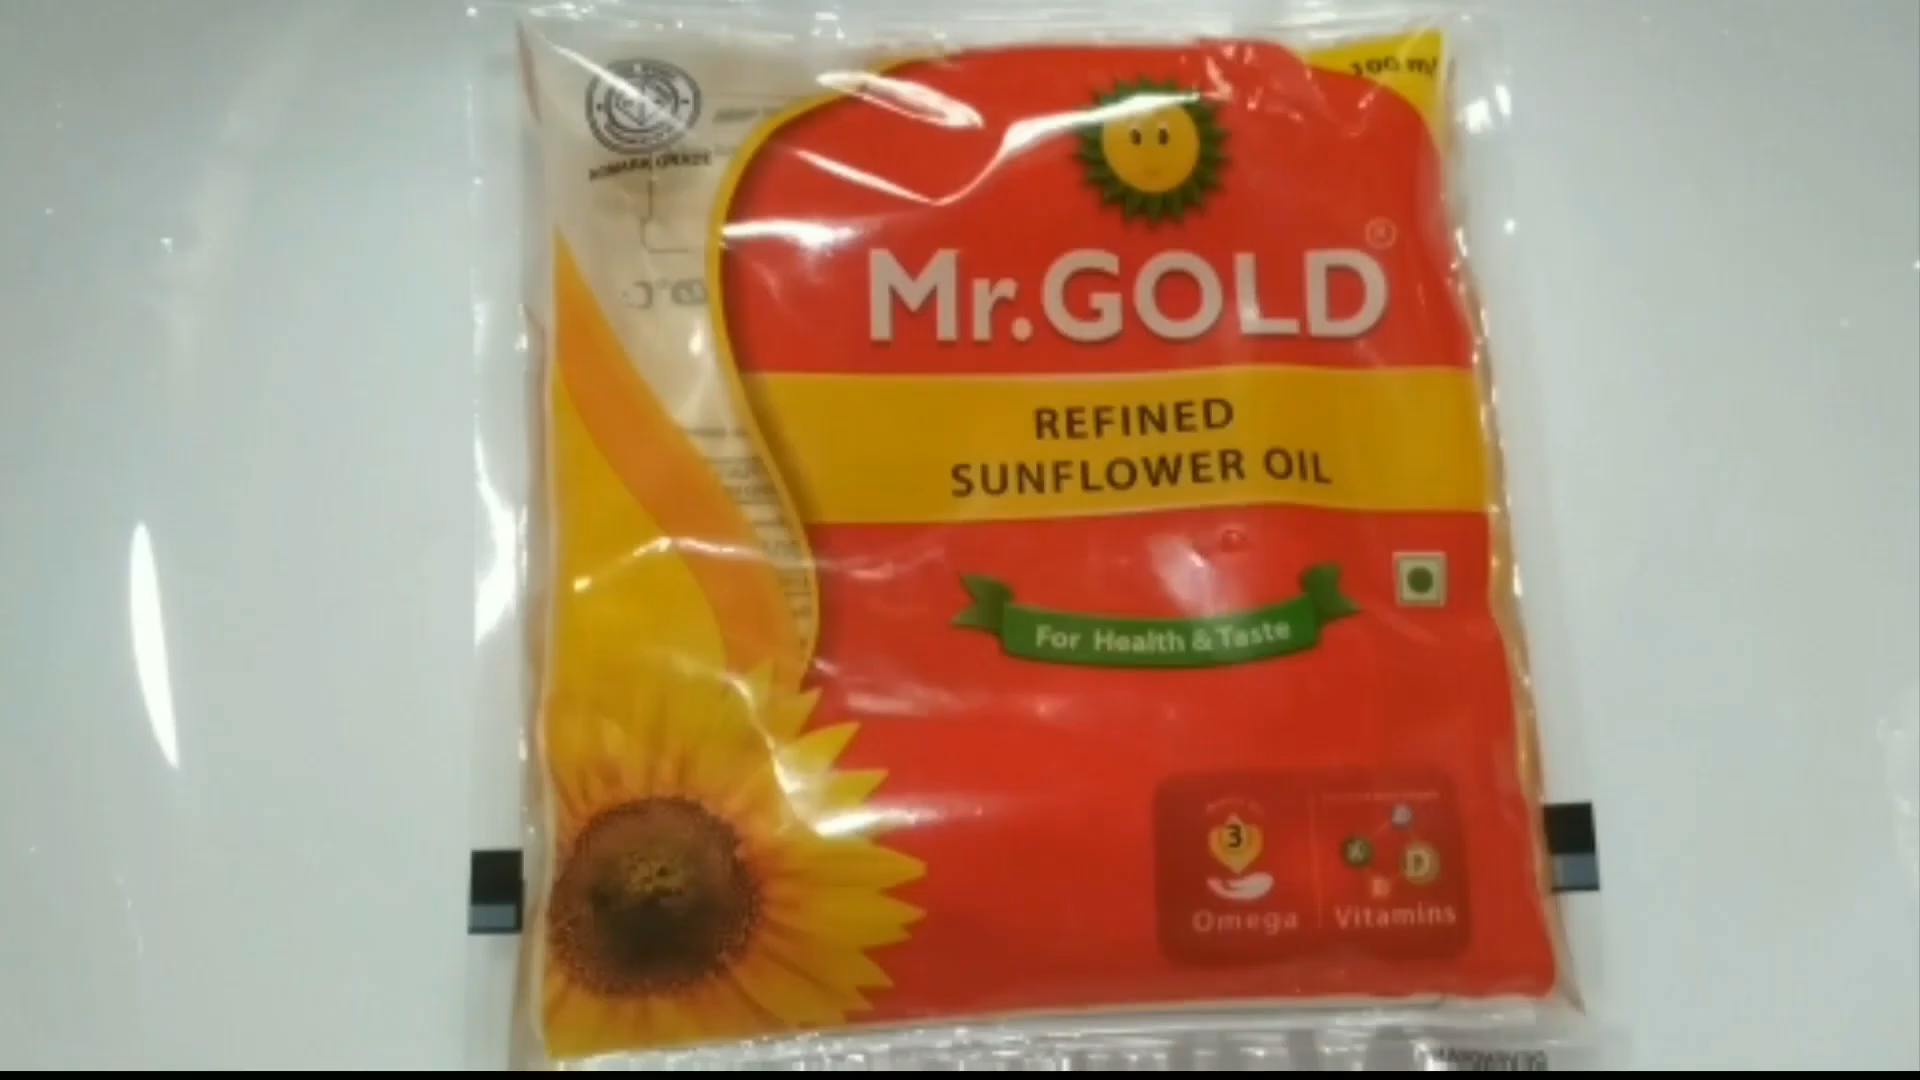 Mr.GOLD®
REFINED
SUNFLOWER OIL
For Health & Taste
3
Omega
D
Vitamins